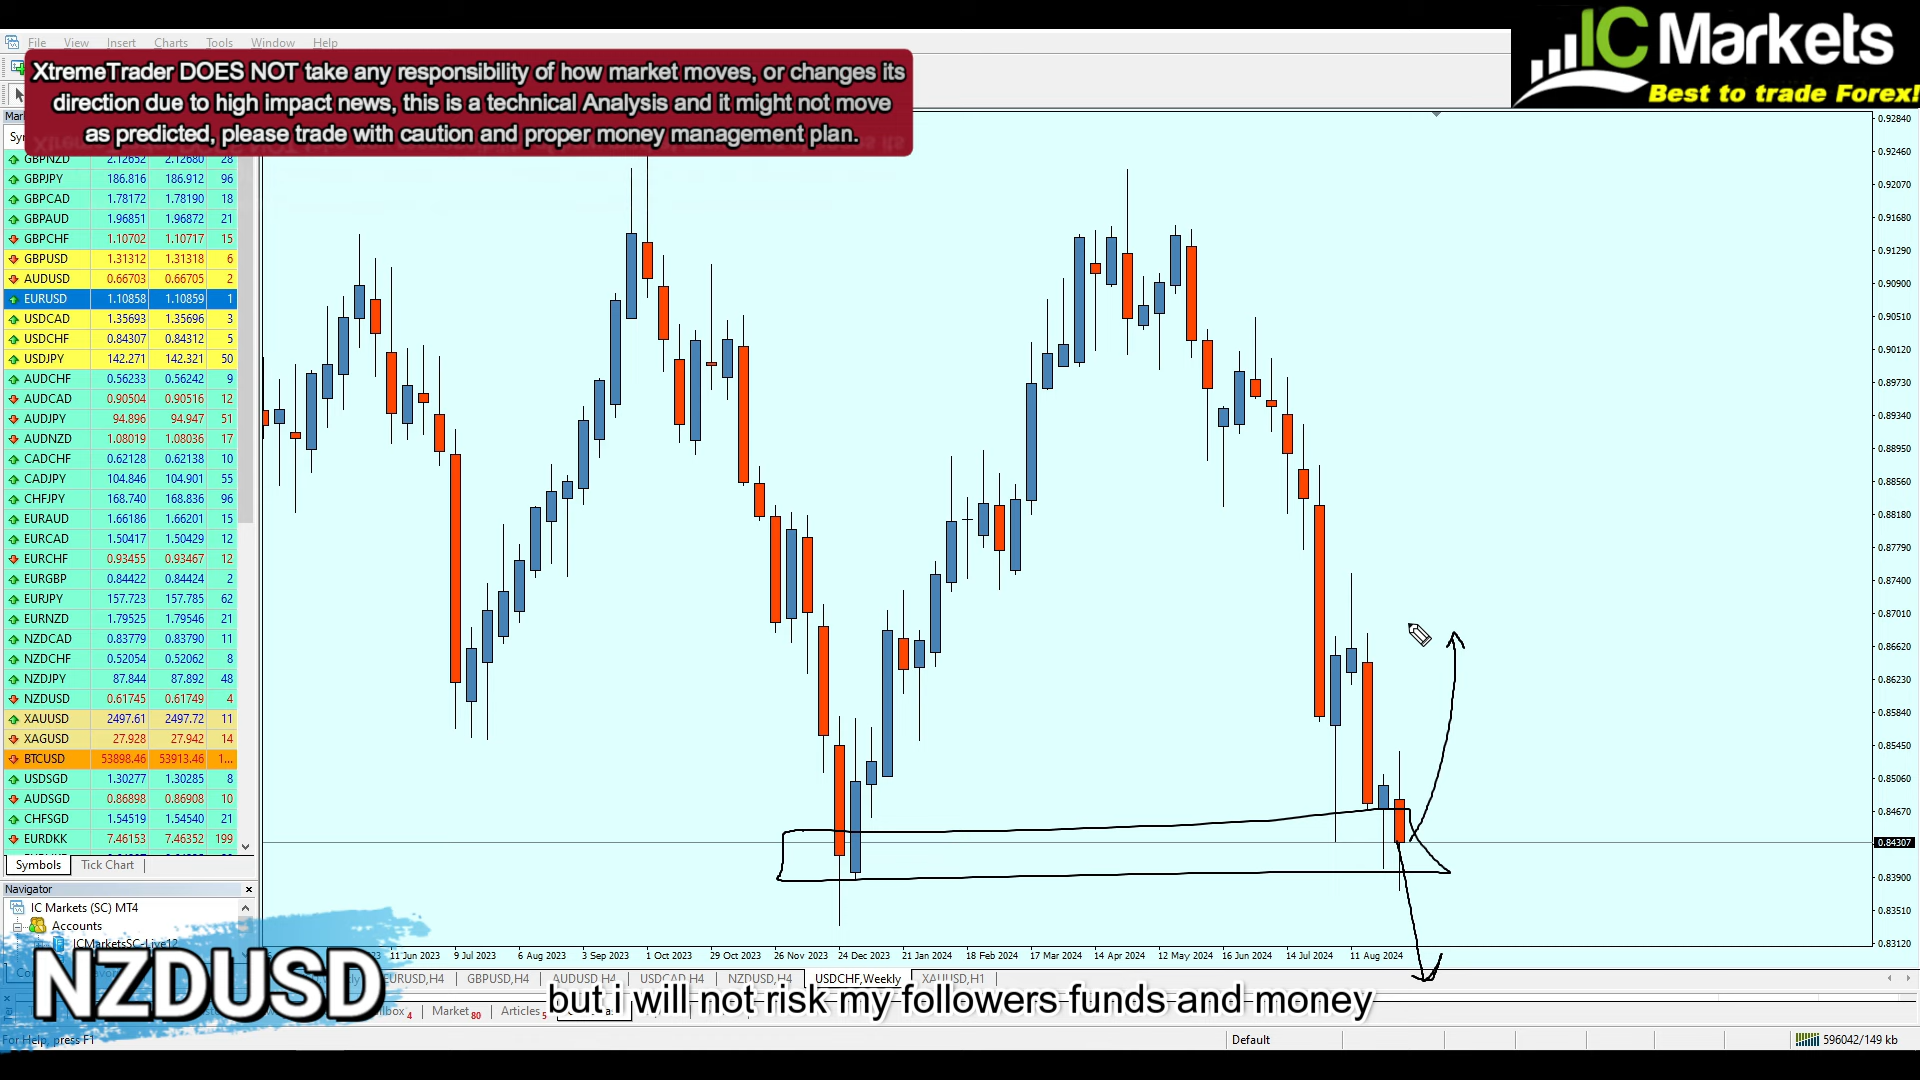 File View Insert Charts Tools Window Help
IC Markets
Best to trade Forex!
XtremeTrader DOES NOT take any responsibility of how market moves, or changes its
direction due to high impact news, this is a technical Analysis and it might not move
as predicted, please trade with caution and proper money management plan.
GBPNZD 2.12652 2.12680 28
GBPJPY 186.816 186.912 96
GBPCAD 1.78172 1.78190 18
GBPAUD 1.96851 1.96872 21
GBPCHF 1.10702 1.10717 15
GBPUSD 1.31312 1.31318 6
AUDUSD 0.66703 0.66705 2
EURUSD 1.10858 1.10859 1
USDCAD 1.35693 1.35696 3
USDCHF 0.84307 0.84312 5
USDJPY 142.271 142.321 50
AUDCHF 0.56233 0.56242 9
AUDCAD 0.90504 0.90516 12
AUDJPY 94.896 94.947 51
AUDNZD 1.08019 1.08036 17
CADCHF 0.62128 0.62138 10
CADJPY 104.846 104.901 55
CHFJPY 168.740 168.836 96
EURAUD 1.66186 1.66201 15
EURCAD 1.50417 1.50429 12
EURCHF 0.93455 0.93467 12
EURGBP 0.84422 0.84424 2
EURJPY 157.723 157.785 62
EURNZD 1.79525 1.79546 21
NZDCAD 0.83779 0.83790 11
NZDCHF 0.52054 0.52062 8
NZDJPY 87.844 87.892 48
NZDUSD 0.61745 0.61749 4
XAUUSD 2497.61 2497.72 11
XAGUSD 27.928 27.942 14
BTCUSD 53898.46 53913.46 1...
USDSGD 1.30277 1.30285 8
AUDSGD 0.86898 0.86908 10
CHFSGD 1.54519 1.54540 21
EURDKK 7.46153 7.46352 199
Symbols Tick Chart
Navigator
IC Markets (SC) MT4
Accounts
ICMarketsSC-Live12
0.92840
0.92460
0.92070
0.91680
0.91290
0.90900
0.90510
0.90120
0.89730
0.89340
0.88950
0.88560
0.88180
0.87790
0.87400
0.87010
0.86620
0.86230
0.85840
0.85450
0.85060
0.84670
0.84307
0.83900
0.83510
0.83120
11 Jun 2023 9 Jul 2023 6 Aug 2023 3 Sep 2023 1 Oct 2023 29 Oct 2023 26 Nov 2023 24 Dec 2023 21 Jan 2024 18 Feb 2024 17 Mar 2024 14 Apr 2024 12 May 2024 16 Jun 2024 14 Jul 2024 11 Aug 2024
EURUSD,H4 GBPUSD,H4 AUDUSD,H4 USDCAD,H4 NZDUSD,H4 USDCHF,Weekly XAUUSD,H1
NZDUSD
but i will not risk my followers funds and money
Market 80 Articles
For Help, press F1
Default
596042/149 kb